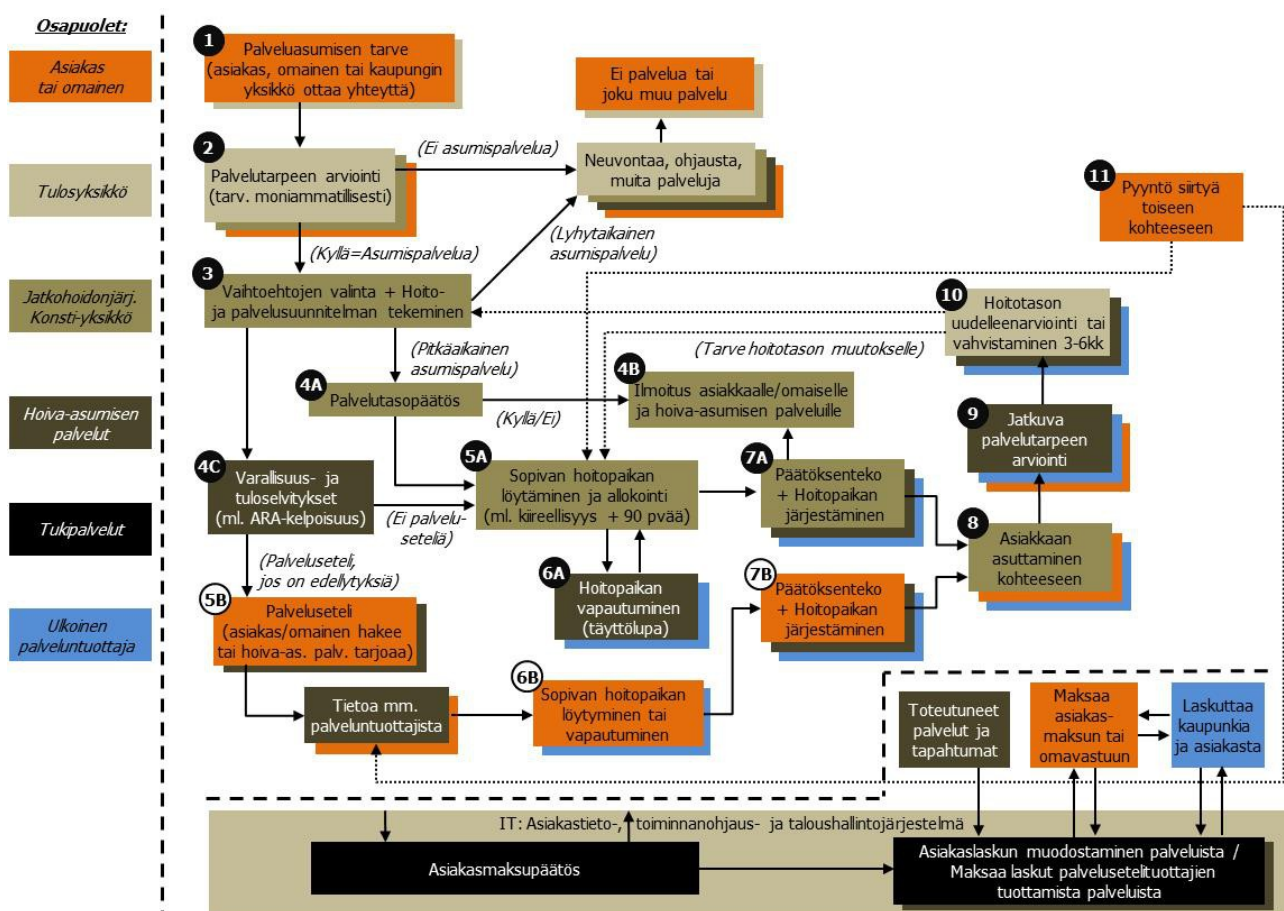 Osapuolet:
Asiakas
tai omainen
Tulosyksikkö
Jatkohoidonjärj.
Konsti-yksikkö
Hoiva-asumisen
palvelut
Tukipalvelut
Ulkoinen
palveluntuottaja
1
Palveluasumisen tarve
(asiakas, omainen tai kaupungin
yksikkö ottaa yhteyttä)
Ei palvelua tai
joku muu palvelu
2
Palvelutarpeen arviointi
(tarv. moniammatilisesti)
(Ei asumispalvelua)
Neuvontaa, ohjausta,
muita palveluja
11
Pyyntö siirtyä
toiseen
kohteeseen
(Kyllä=Asumispalvelua)
(Lyhytaikainen
asumispalvelu)
3
Vaihtoehtojen valinta + Hoito-
ja palvelusuunnitelman tekeminen
10
Hoitotason
uudelleenarviointi tai
vahvistaminen 3-6kk
(Pitkäaikainen
asumispalvelu)
(Tarve hoitotason muutokselle)
4A
Palvelutasopäätös
(Kyllä/Ei)
4B
Ilmoitus asiakkaalle/omaiselle
ja hoiva-asumisen palveluille
9
Jatkuva
palvelutarpeen
arviointi
4C
Varallisuus- ja
tuloselvitykset
(ml. ARA-kelpoisuus)
(Ei palvelu-
seteliä)
5A
Sopivan hoitopaikan
löytäminen ja allokointi
(ml. kiireellisyys + 90 pvää)
7A
Päätöksenteko
+ Hoitopaikan
järjestäminen
8
Asiakkaan
asuttaminen
kohteeseen
(Palveluseteli,
jos on edellytyksiä)
6A
Hoitopaikan
vapautuminen
(täyttölupa)
7B
Päätöksenteko
+ Hoitopaikan
järjestäminen
5B
Palveluseteli
(asiakas/omainen hakee
tai hoiva-as. palv. tarjoaa)
Tietoa mm.
palveluntuottajista
6B
Sopivan hoitopaikan
löytyminen tai
vapautuminen
Toteutuneet
palvelut ja
tapahtumat
Maksaa
asiakas-
maksun tai
omavastuun
Laskuttaa
kaupunkia
ja asiakasta
IT: Asiakastieto-, toiminnanohjaus- ja taloushallintojärjestelmä
Asiakasmaksupäätös
Asiakaslaskun muodostaminen palveluista /
Maksaa laskut palvelusetelituottajien
tuottamista palveluista